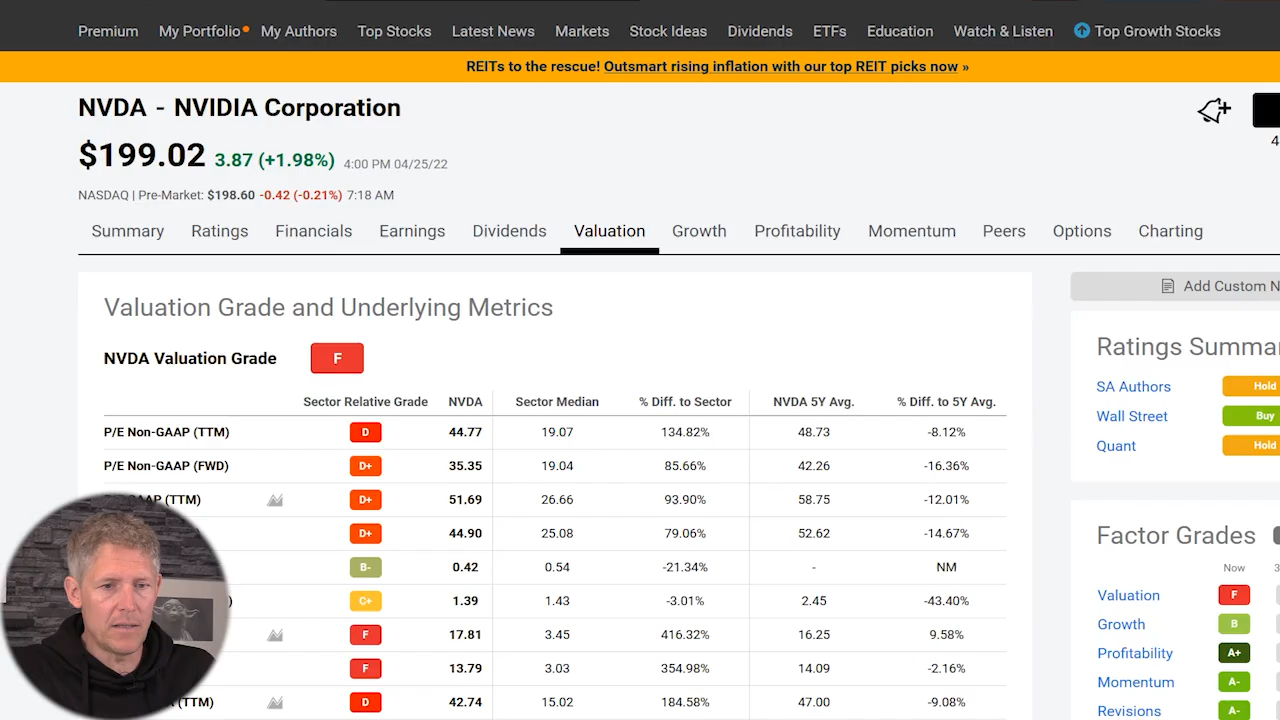 Premium My Portfolio My Authors Top Stocks Latest News Markets Stock Ideas Dividends ETFs Education Watch & Listen Top Growth Stocks
REITs to the rescue! Outsmart rising inflation with our top REIT picks now »
NVDA - NVIDIA Corporation
$199.02 3.87 (+1.98%) 4:00 PM 04/25/22
4
NASDAQ | Pre-Market: $198.60 -0.42 (-0.21%) 7:18 AM
Summary Ratings Financials Earnings Dividends Valuation Growth Profitability Momentum Peers Options Charting
Valuation Grade and Underlying Metrics
NVDA Valuation Grade F
Sector Relative Grade NVDA Sector Median % Diff. to Sector NVDA 5Y Avg. % Diff. to 5Y Avg.
P/E Non-GAAP (TTM) D 44.77 19.07 134.82% 48.73 -8.12%
P/E Non-GAAP (FWD) D+ 35.35 19.04 85.66% 42.26 -16.36%
GAAP (TTM) D+ 51.69 26.66 93.90% 58.75 -12.01%
D+ 44.90 25.08 79.06% 52.62 -14.67%
B- 0.42 0.54 -21.34% - NM
) C+ 1.39 1.43 -3.01% 2.45 -43.40%
F 17.81 3.45 416.32% 16.25 9.58%
F 13.79 3.03 354.98% 14.09 -2.16%
(TTM) D 42.74 15.02 184.58% 47.00 -9.08%
Add Custom N
Ratings Summar
SA Authors Hold
Wall Street Buy
Quant Hold
Factor Grades
Now 3
Valuation F
Growth B
Profitability A+
Momentum A-
Revisions A-